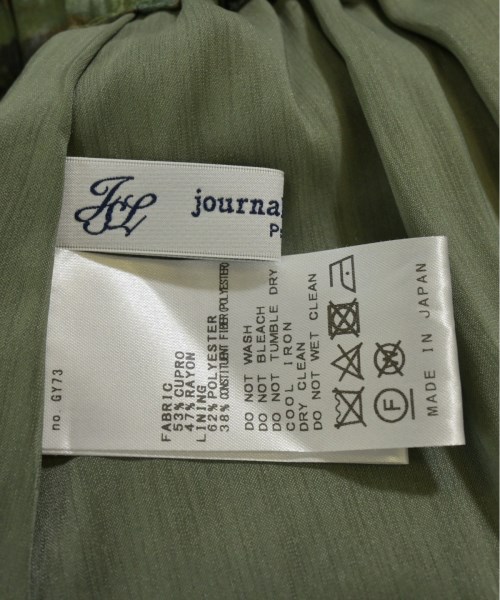 JSL
journal
no. GY73
FABRIC
53% CUPRO
47% RAYON
LINING
62% POLYESTER
38% CONSTITUENT FIBER(POLYESTER)
DO NOT WASH
DO NOT BLEACH
DO NOT TUMBLE DRY
COOL IRON
DRY CLEAN
DO NOT WET CLEAN
F
W
MADE IN JAPAN